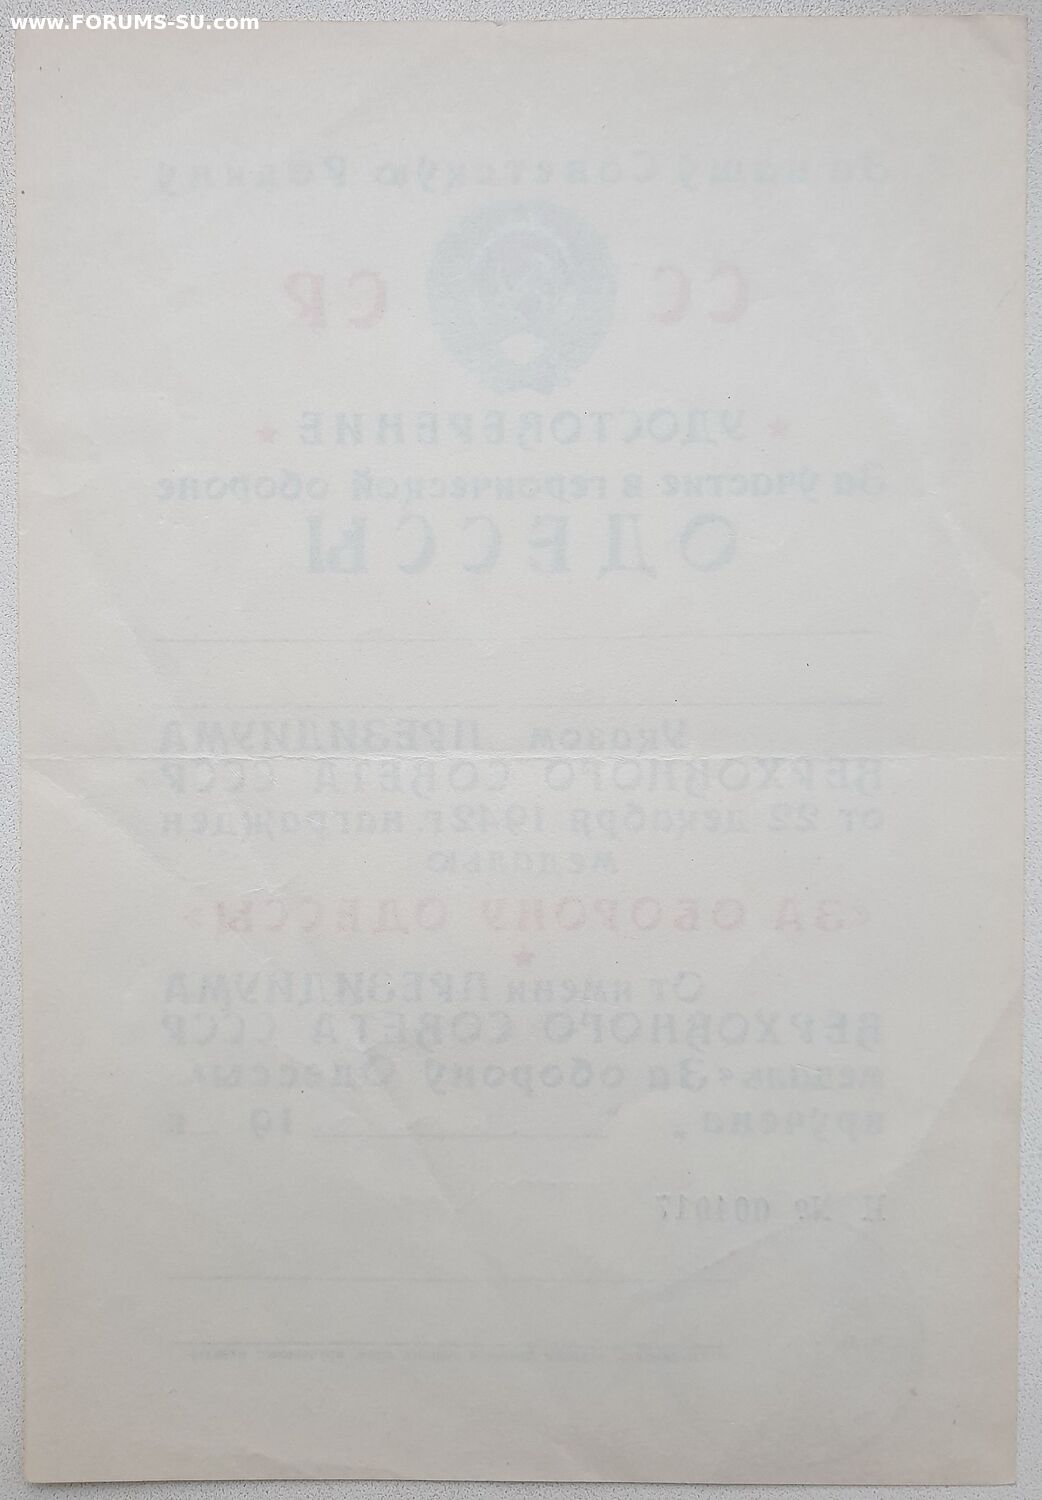 www.FORUMS-SU.com
За нашу Советскую Родину
СС СР
УДОСТОВЕРЕНИЕ
За участие в героической обороне
ОДЕССЫ
Указом ПРЕЗИДИУМА
ВЕРХОВНОГО СОВЕТА СССР
от 22 декабря 1942 г. награжден
медалью
«ЗА ОБОРОНУ ОДЕССЫ»
От имени ПРЕЗИДИУМА
ВЕРХОВНОГО СОВЕТА СССР
медаль «За оборону Одессы»
вручена " 19 г.
Е №